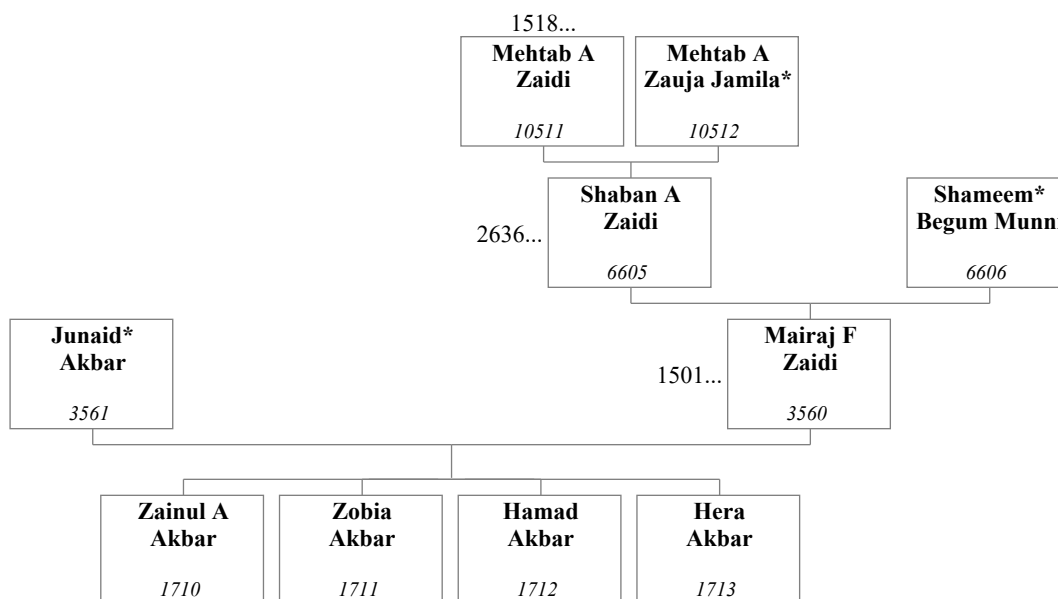 1518...
Mehtab A
Zaidi
10511
Mehtab A
Zauja Jamila*
10512
2636...
Shaban A
Zaidi
6605
Shameem*
Begum Munni
6606
Junaid*
Akbar
3561
1501...
Mairaj F
Zaidi
3560
Zainul A
Akbar
1710
Zobia
Akbar
1711
Hamad
Akbar
1712
Hera
Akbar
1713